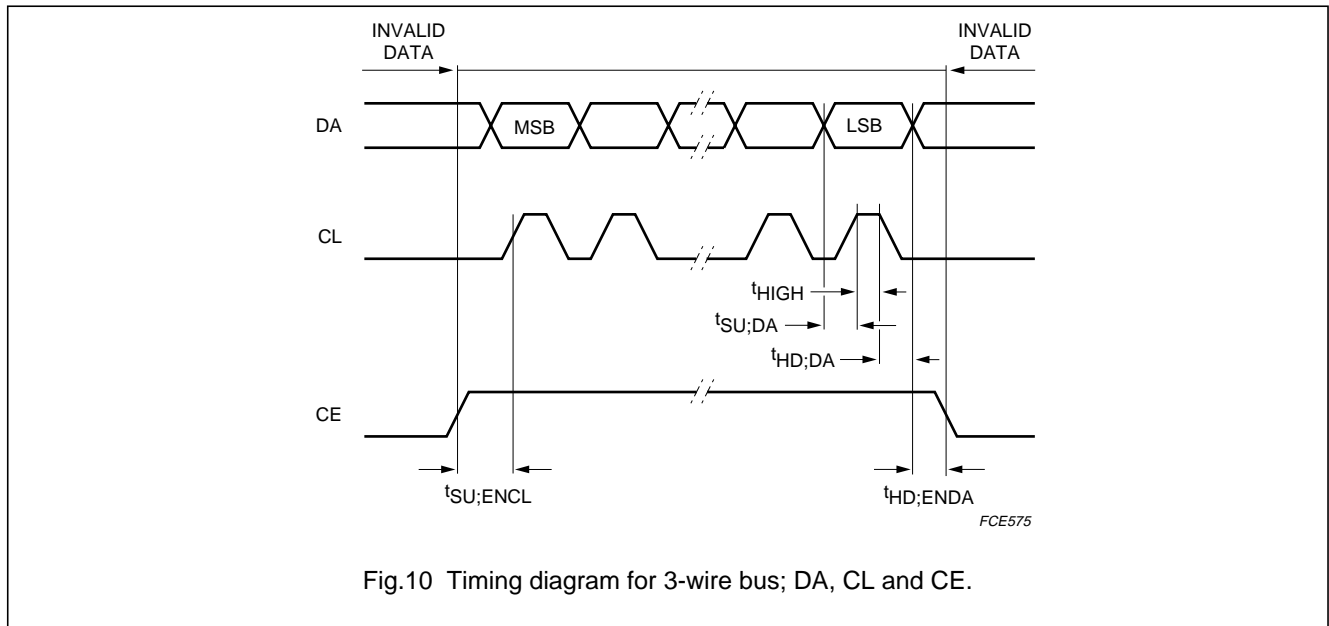 INVALID
DATA
INVALID
DATA
DA
MSB
LSB
CL
tHIGH
tSU;DA
tHD;DA
CE
tSU;ENCL
tHD;ENDA
FCE575
Fig.10 Timing diagram for 3-wire bus; DA, CL and CE.